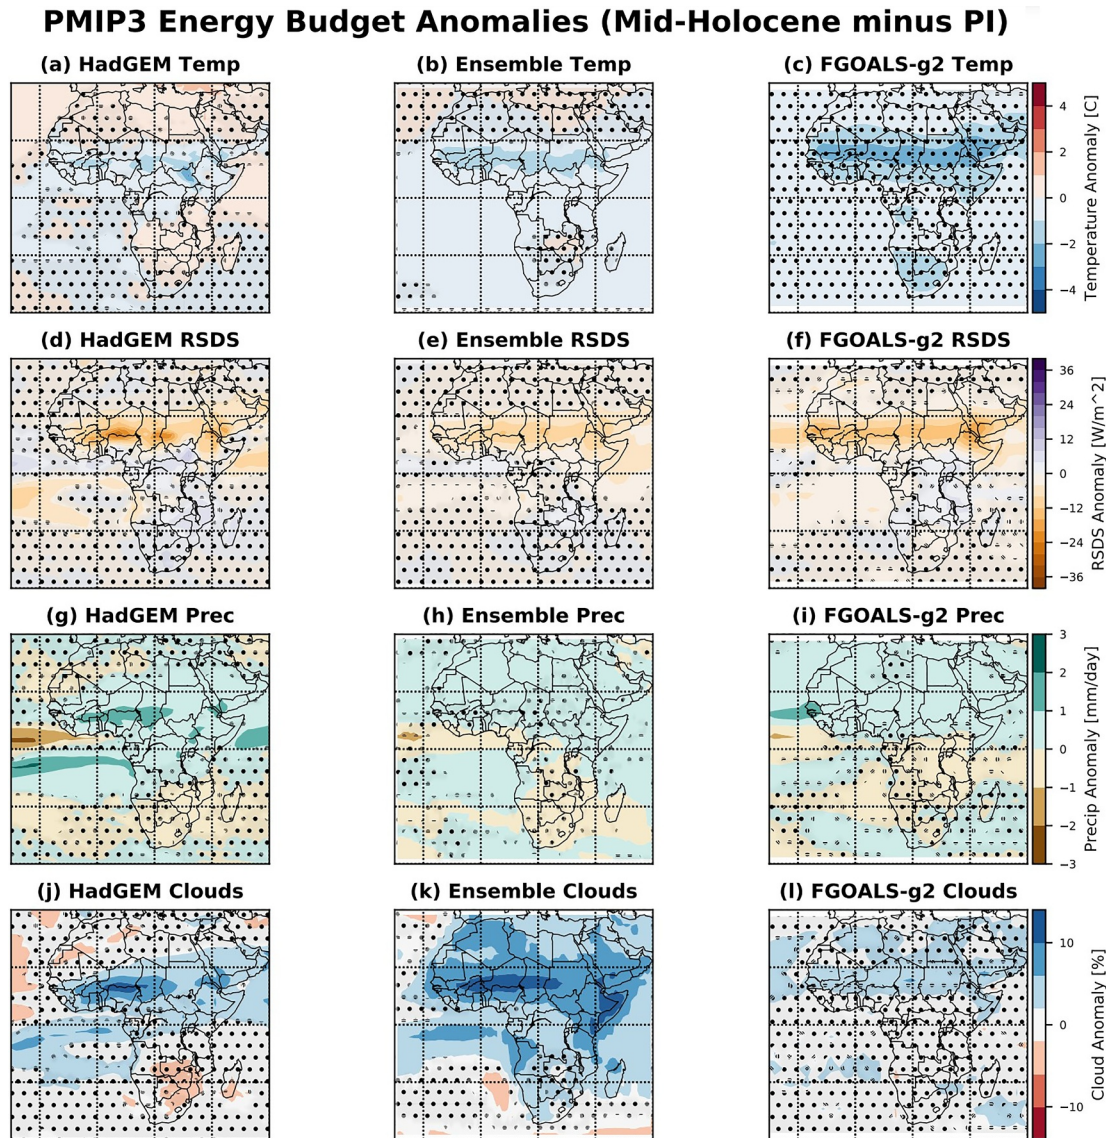 PMIP3 Energy Budget Anomalies (Mid-Holocene minus PI)
(a) HadGEM Temp
(b) Ensemble Temp
(c) FGOALS-g2 Temp
4
2
0
−2
−4
Temperature Anomaly [C]
(d) HadGEM RSDS
(e) Ensemble RSDS
(f) FGOALS-g2 RSDS
36
24
12
0
−12
−24
−36
RSDS Anomaly [W/m^2]
(g) HadGEM Prec
(h) Ensemble Prec
(i) FGOALS-g2 Prec
3
2
1
0
−1
−2
−3
Precip Anomaly [mm/day]
(j) HadGEM Clouds
(k) Ensemble Clouds
(l) FGOALS-g2 Clouds
10
0
−10
Cloud Anomaly [%]